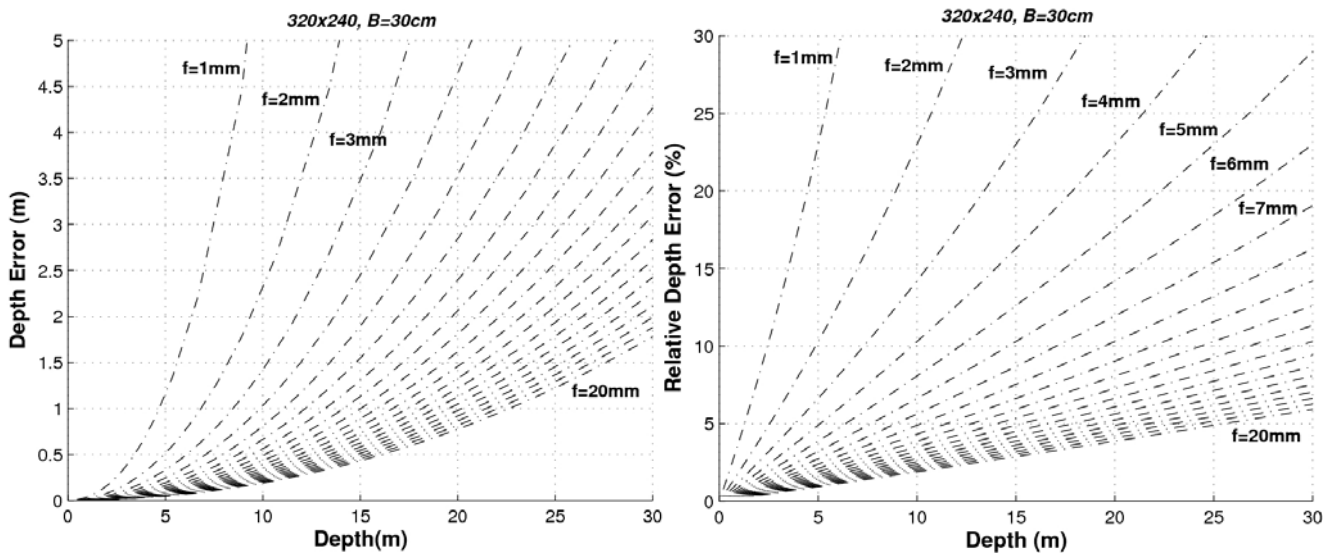 320x240, B=30cm
5
4.5
4
3.5
3
2.5
2
1.5
1
0.5
0
Depth Error (m)
f=1mm
f=2mm
f=3mm
f=20mm
0 5 10 15 20 25 30
Depth(m)
320x240, B=30cm
30
25
20
15
10
5
0
Relative Depth Error (%)
f=1mm
f=2mm
f=3mm
f=4mm
f=5mm
f=6mm
f=7mm
f=20mm
0 5 10 15 20 25 30
Depth (m)